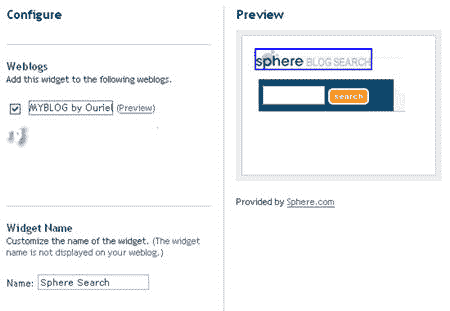 Configure
Weblogs
Add this widget to the following weblogs.
MYBLOG by Ouriel (Preview)
Widget Name
Customize the name of the widget. (The widget
name is not displayed on your weblog.)
Name: Sphere Search
Preview
sphere BLOG SEARCH
search
Provided by Sphere.com